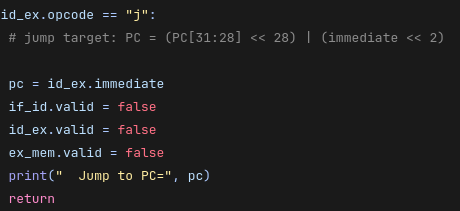 id_ex.opcode == "j":
# jump target: PC = (PC[31:28] << 28) | (immediate << 2)
pc = id_ex.immediate
if_id.valid = false
id_ex.valid = false
ex_mem.valid = false
print("  Jump to PC=", pc)
return